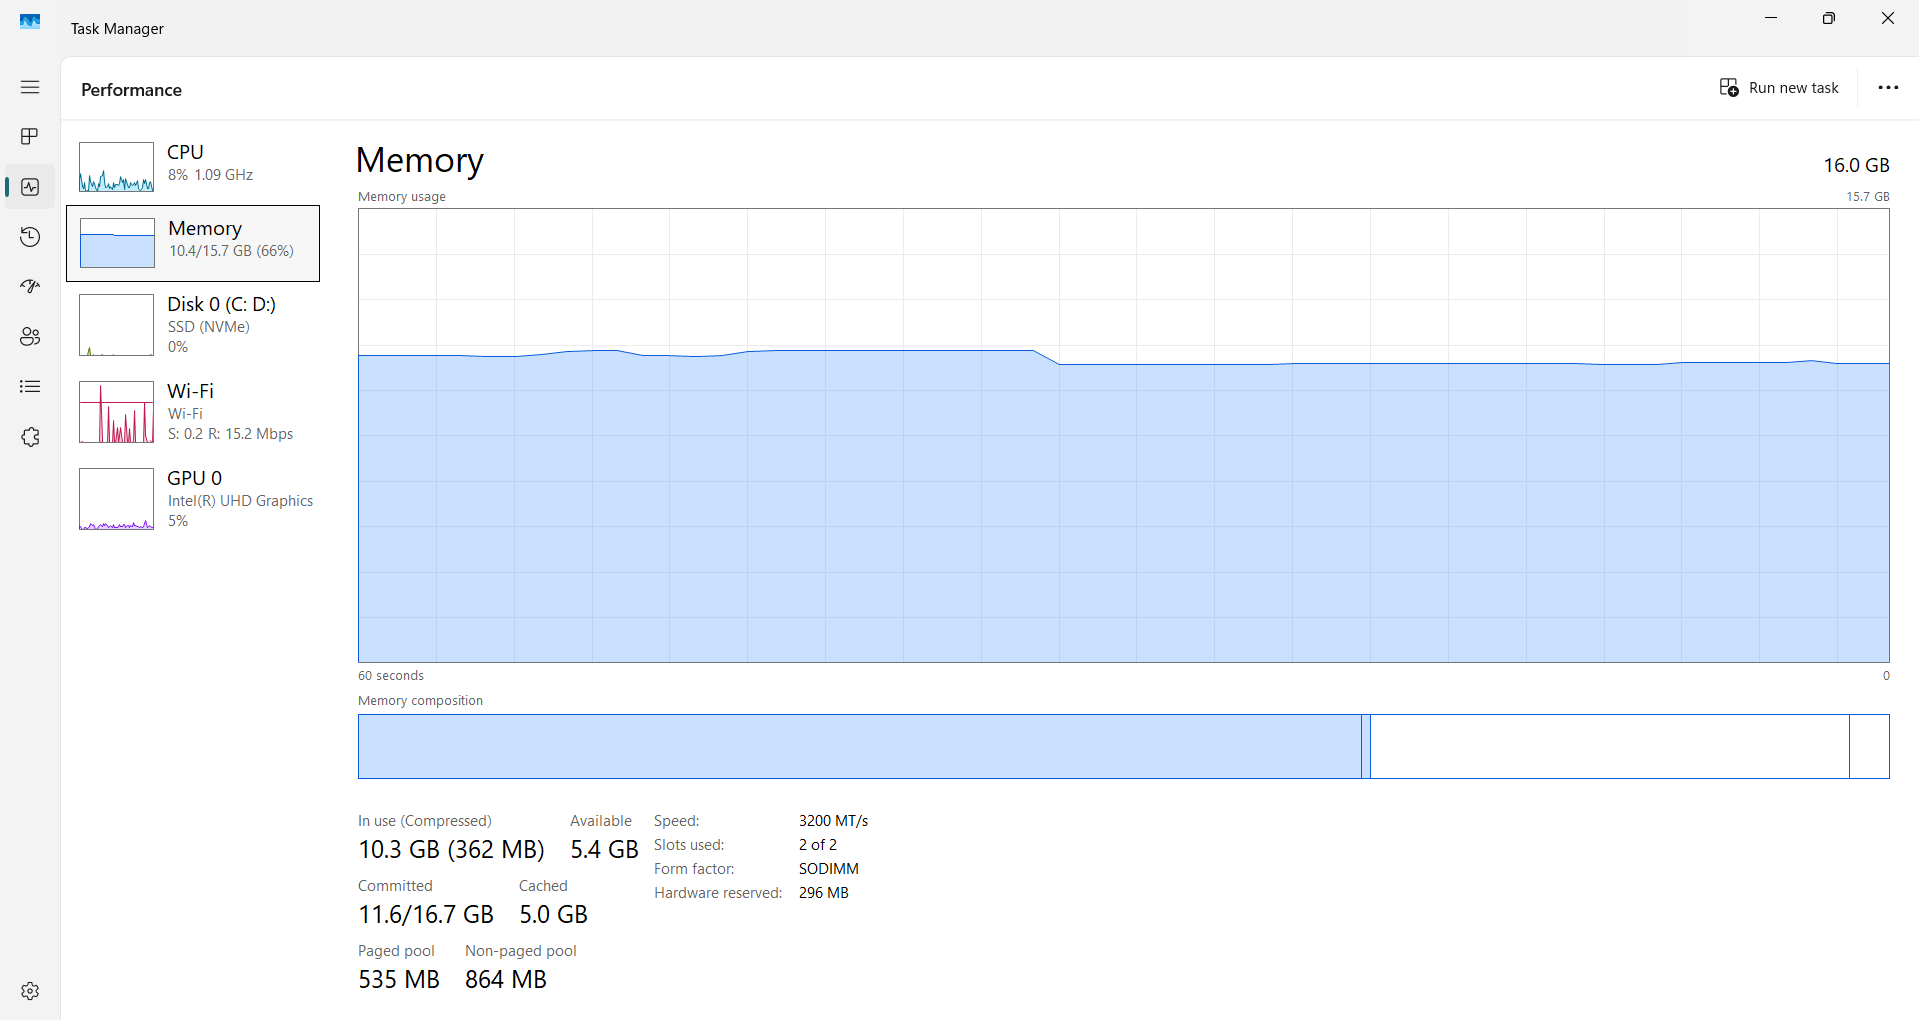 Task Manager
Performance
Run new task
CPU
8% 1.09 GHz
Memory
10.4/15.7 GB (66%)
Disk 0 (C: D:)
SSD (NVMe)
0%
Wi-Fi
Wi-Fi
S: 0.2 R: 15.2 Mbps
GPU 0
Intel(R) UHD Graphics
5%
Memory
16.0 GB
Memory usage
15.7 GB
60 seconds
0
Memory composition
In use (Compressed)
10.3 GB (362 MB)
Available
5.4 GB
Committed
11.6/16.7 GB
Cached
5.0 GB
Paged pool
535 MB
Non-paged pool
864 MB
Speed: 3200 MT/s
Slots used: 2 of 2
Form factor: SODIMM
Hardware reserved: 296 MB